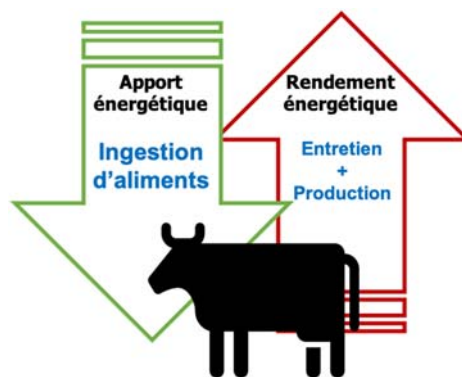 Apport
énergétique
Ingestion
d’aliments
Rendement
énergétique
Entretien
+
Production